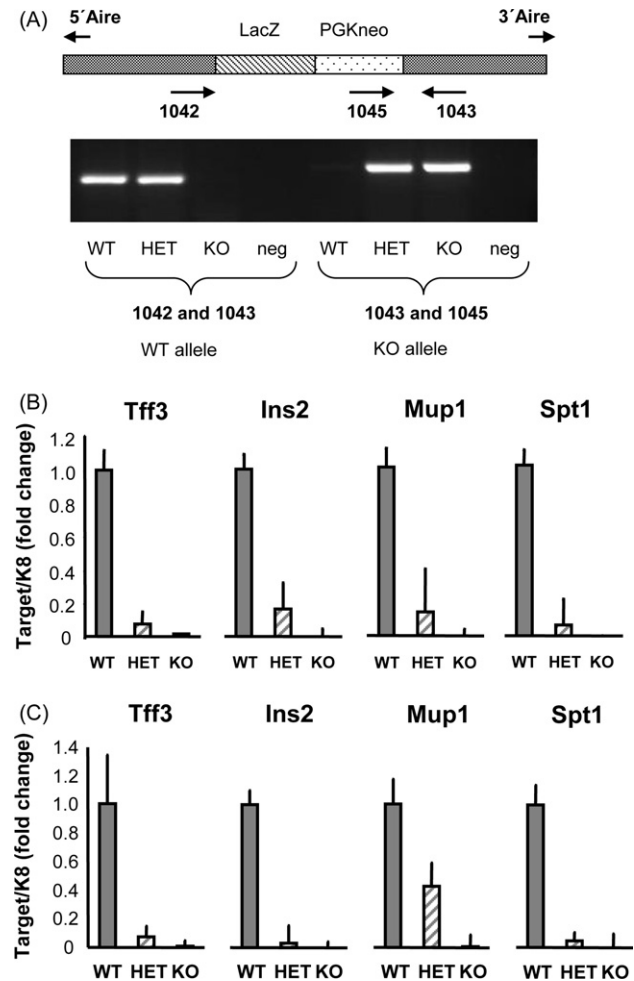 (A)
5´Aire LacZ PGKneo 3´Aire
1042 1045 1043
WT HET KO neg WT HET KO neg
1042 and 1043 1043 and 1045
WT allele KO allele
(B)
Tff3 Ins2 Mup1 Spt1
Target/K8 (fold change)
1.2
1.0
0.8
0.6
0.4
0.2
0
WT HET KO WT HET KO WT HET KO WT HET KO
(C)
Tff3 Ins2 Mup1 Spt1
Target/K8 (fold change)
1.4
1.2
1.0
0.8
0.6
0.4
0.2
0
WT HET KO WT HET KO WT HET KO WT HET KO